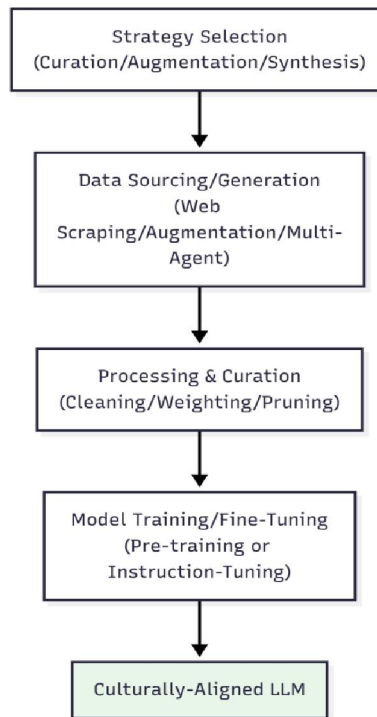 Strategy Selection
(Curation/Augmentation/Synthesis)
Data Sourcing/Generation
(Web
Scraping/Augmentation/Multi-
Agent)
Processing & Curation
(Cleaning/Weighting/Pruning)
Model Training/Fine-Tuning
(Pre-training or
Instruction-Tuning)
Culturally-Aligned LLM